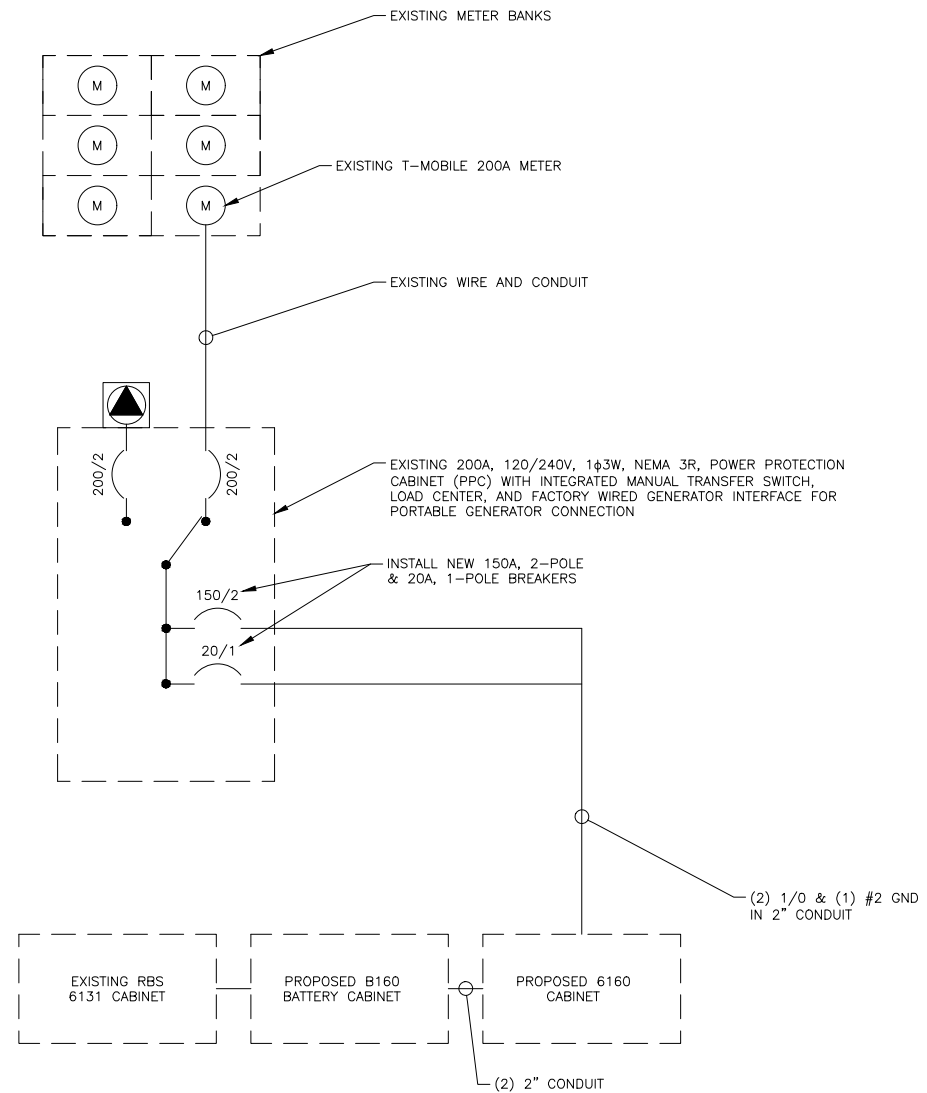 EXISTING METER BANKS
M
M
M
M
EXISTING T-MOBILE 200A METER
M
M
EXISTING WIRE AND CONDUIT
200/2
200/2
EXISTING 200A, 120/240V, 1ϕ3W, NEMA 3R, POWER PROTECTION
CABINET (PPC) WITH INTEGRATED MANUAL TRANSFER SWITCH,
LOAD CENTER, AND FACTORY WIRED GENERATOR INTERFACE FOR
PORTABLE GENERATOR CONNECTION
INSTALL NEW 150A, 2-POLE
& 20A, 1-POLE BREAKERS
150/2
20/1
(2) 1/0 & (1) #2 GND
IN 2" CONDUIT
EXISTING RBS
6131 CABINET
PROPOSED B160
BATTERY CABINET
PROPOSED 6160
CABINET
(2) 2" CONDUIT